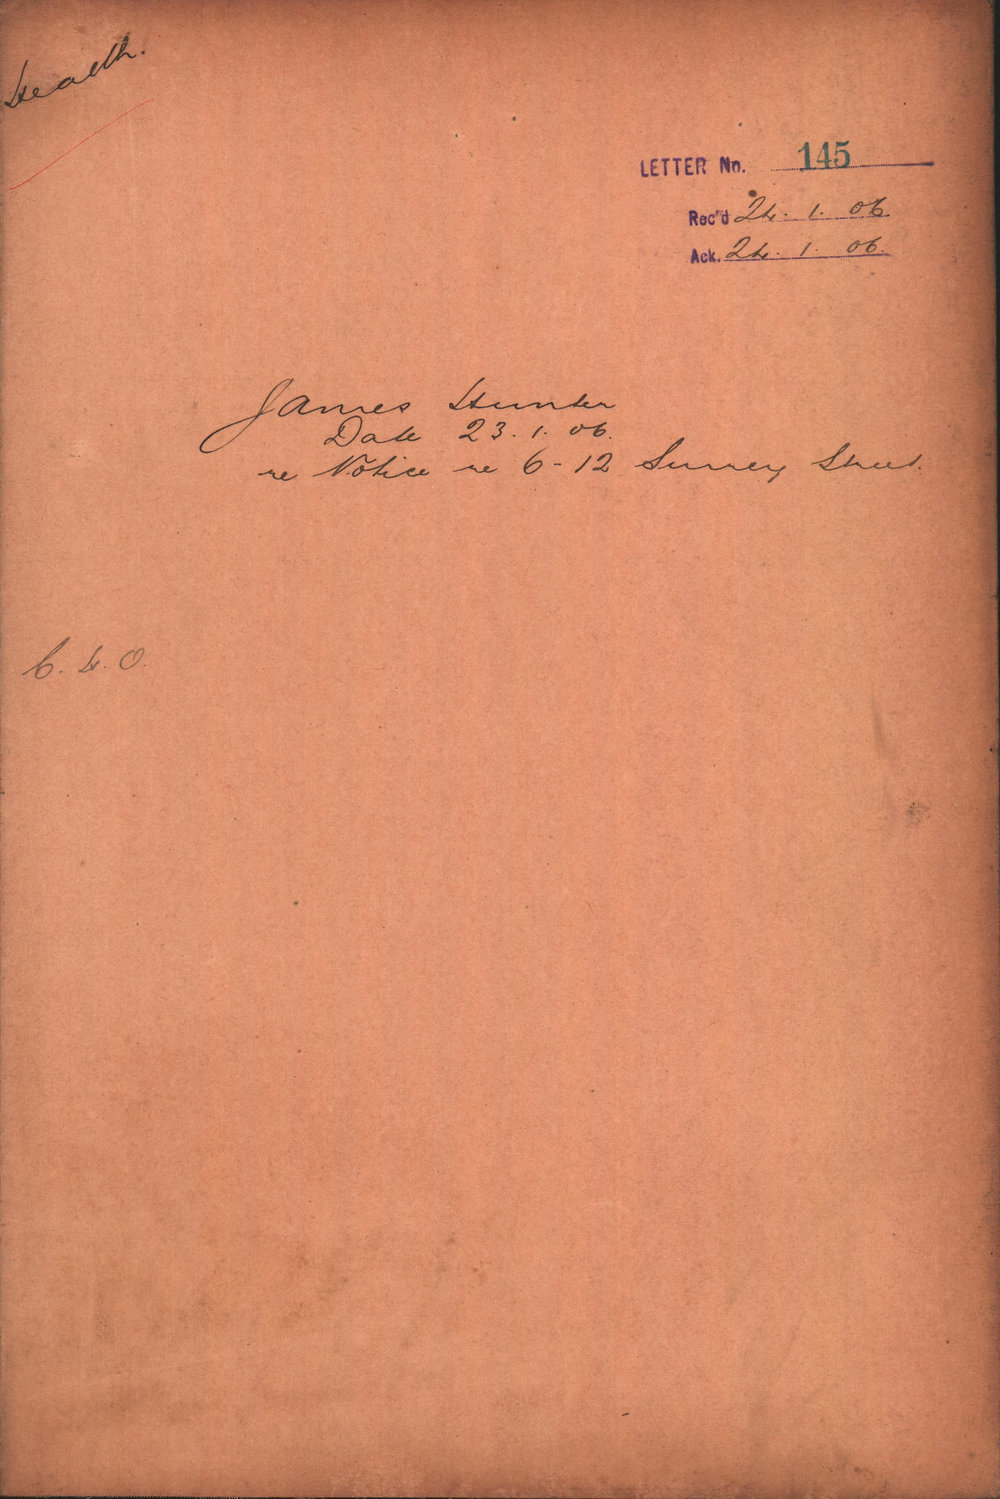 Health.
LETTER No. 145
Rec'd 24. 1. 06
Ack. 24. 1. 06.
James Hunter
Date 23. 1. 06.
re Notice re 6-12 Surrey Street.
C. H. O.